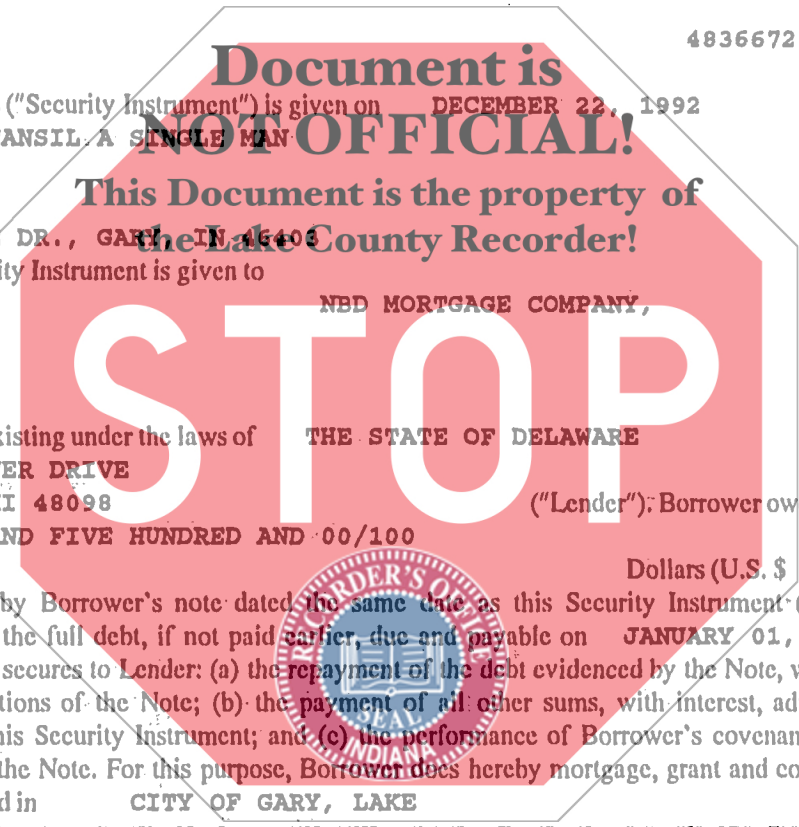 4836672
Document is
("Security Instrument") is given on DECEMBER 22, 1992
ANSIL A SINGLE MAN
NOT OFFICIAL!
This Document is the property of
DR., GARY, IN 46403
the Lake County Recorder!
ity Instrument is given to
NBD MORTGAGE COMPANY,
STOP
xisting under the laws of THE STATE OF DELAWARE
ER DRIVE
MI 48098 ("Lender"). Borrower ow
ND FIVE HUNDRED AND 00/100
Dollars (U.S. $
by Borrower's note dated the same date as this Security Instrument (
the full debt, if not paid earlier, due and payable on JANUARY 01,
secures to Lender: (a) the repayment of the debt evidenced by the Note, w
tions of the Note; (b) the payment of all other sums, with interest, ad
his Security Instrument; and (c) the performance of Borrower's covenan
the Note. For this purpose, Borrower does hereby mortgage, grant and co
d in CITY OF GARY, LAKE
RECORDER'S OFFICE
SEAL
INDIANA